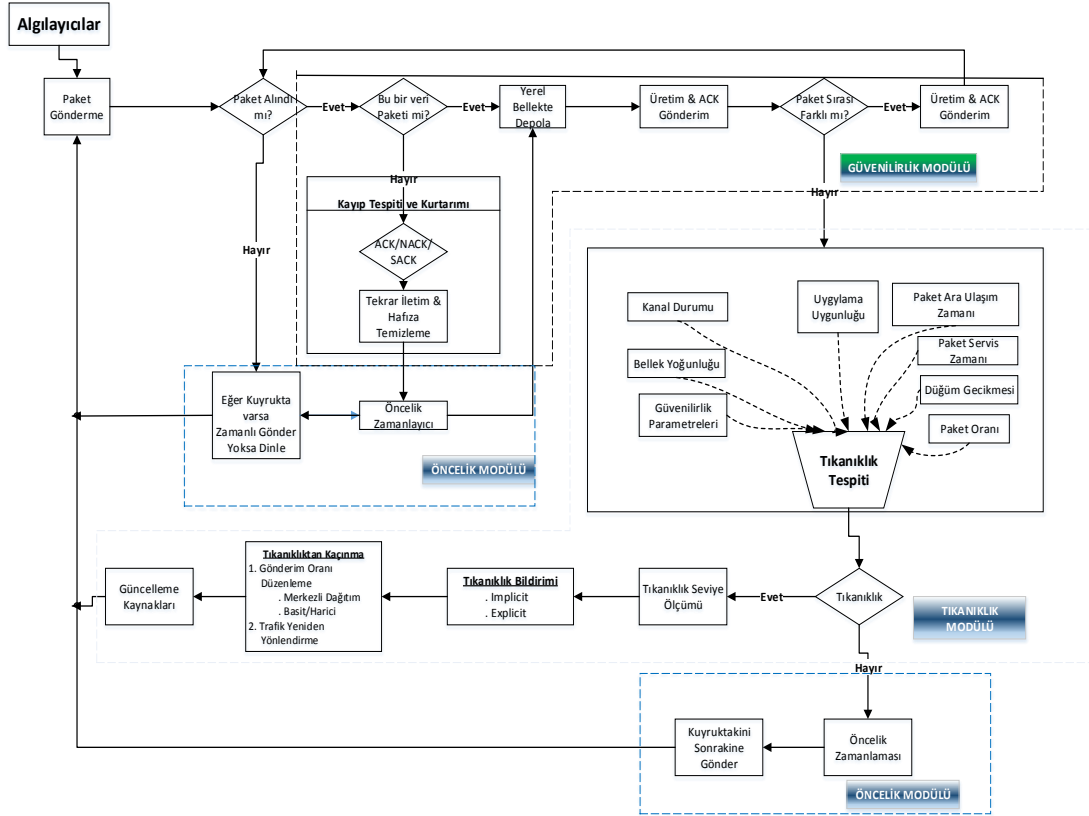 Algılayıcılar
Paket
Gönderme
Paket Alındı
mı?
Evet
Bu bir veri
Paketi mi?
Evet
Yerel
Bellekte
Depola
Üretim & ACK
Gönderim
Paket Sırası
Farklı mı?
Evet
Üretim & ACK
Gönderim
GÜVENİLİRLİK MODÜLÜ
Hayır
Hayır
Hayır
Kayıp Tespiti ve Kurtarımı
ACK/NACK/
SACK
Tekrar İletim &
Hafıza
Temizleme
Eğer Kuyrukta
varsa
Zamanlı Gönder
Yoksa Dinle
Öncelik
Zamanlayıcı
ÖNCELİK MODÜLÜ
Kanal Durumu
Uygylama
Uygunluğu
Paket Ara Ulaşım
Zamanı
Bellek Yoğunluğu
Paket Servis
Zamanı
Güvenilirlik
Parametreleri
Düğüm Gecikmesi
Paket Oranı
Tıkanıklık
Tespiti
Güncelleme
Kaynakları
Tıkanıklıktan Kaçınma
1. Gönderim Oranı
Düzenleme
. Merkezli Dağıtım
. Basit/Harici
2. Trafik Yeniden
Yönlendirme
Tıkanıklık Bildirimi
. Implicit
. Explicit
Tıkanıklık Seviye
Ölçümü
Evet
Tıkanıklık
TIKANIKLIK
MODÜLÜ
Hayır
Kuyruktakini
Sonrakine
Gönder
Öncelik
Zamanlaması
ÖNCELİK MODÜLÜ